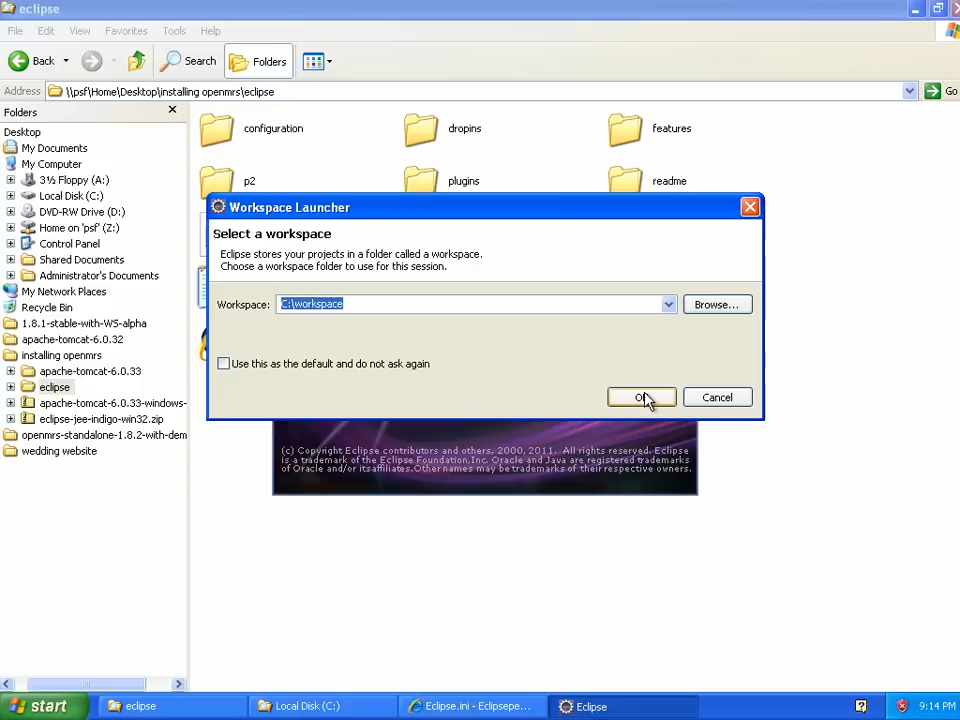 eclipse
File Edit View Favorites Tools Help
Back Search Folders
Address \\psf\Home\Desktop\installing openmrs\eclipse Go
Folders
Desktop
My Documents
My Computer
3½ Floppy (A:)
Local Disk (C:)
DVD-RW Drive (D:)
Home on 'psf' (Z:)
Control Panel
Shared Documents
Administrator's Documents
My Network Places
Recycle Bin
1.8.1-stable-with-WS-alpha
apache-tomcat-6.0.32
installing openmrs
apache-tomcat-6.0.33
eclipse
apache-tomcat-6.0.33-windows-
eclipse-jee-indigo-win32.zip
openmrs-standalone-1.8.2-with-dem
wedding website
configuration dropins features
p2 plugins readme
Workspace Launcher
Select a workspace
Eclipse stores your projects in a folder called a workspace.
Choose a workspace folder to use for this session.
Workspace: C:\workspace Browse...
Use this as the default and do not ask again
Cancel
(c) Copyright Eclipse contributors and others, 2000, 2011. All rights reserved. Eclipse
is a trademark of the Eclipse Foundation,Inc. Oracle and Java are registered trademarks
of Oracle and/or itsaffiliates.Other names may be trademarks of their respective owners.
start eclipse Local Disk (C:) Eclipse.ini - Eclipsepe... Eclipse 9:14 PM